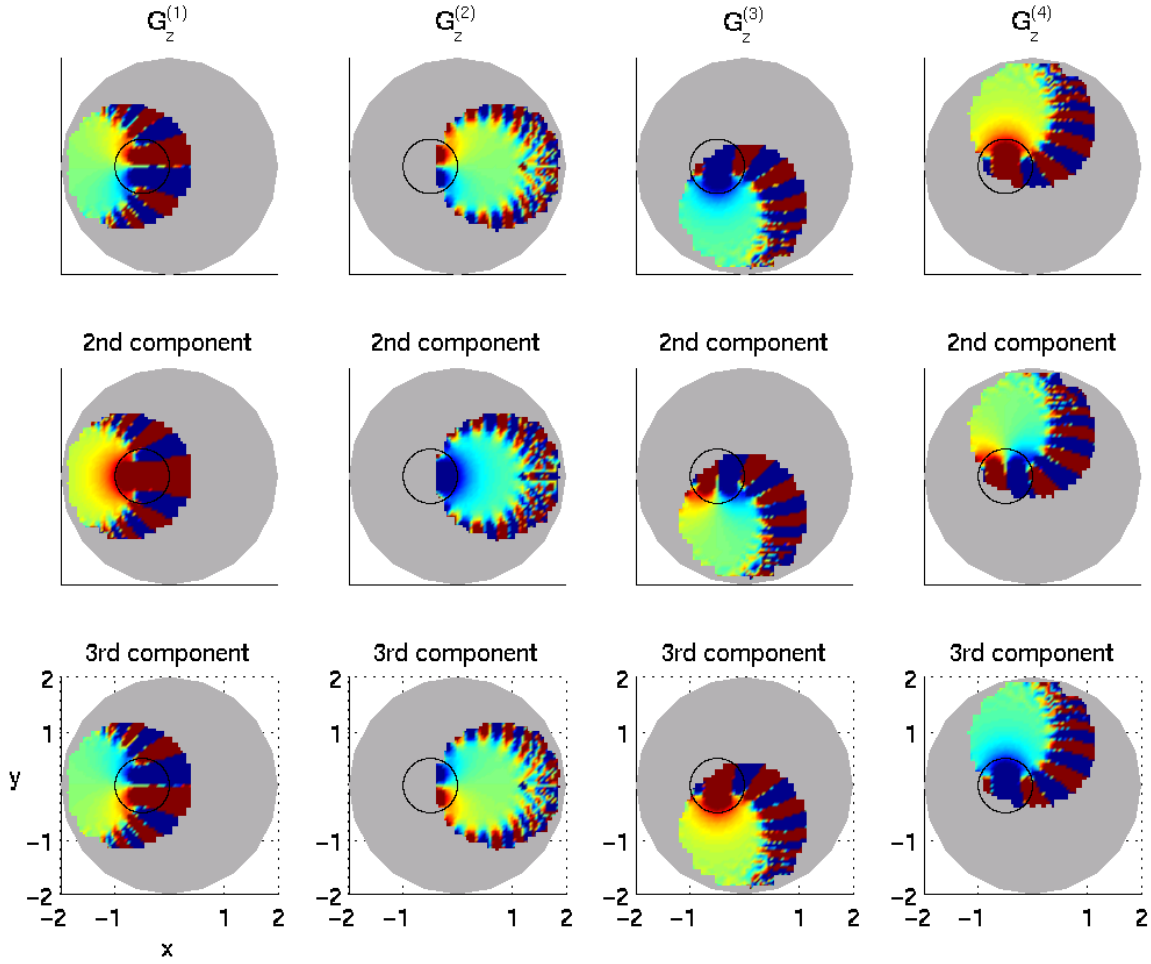 G_z^(1) G_z^(2) G_z^(3) G_z^(4)
2nd component 2nd component 2nd component 2nd component
3rd component 3rd component 3rd component 3rd component
2 2 2 2
1 1 1 1
y 0 0 0 0
−1 −1 −1 −1
−2 −2 −2 −2
−2 −1 0 1 2 −2 −1 0 1 2 −2 −1 0 1 2 −2 −1 0 1 2
x